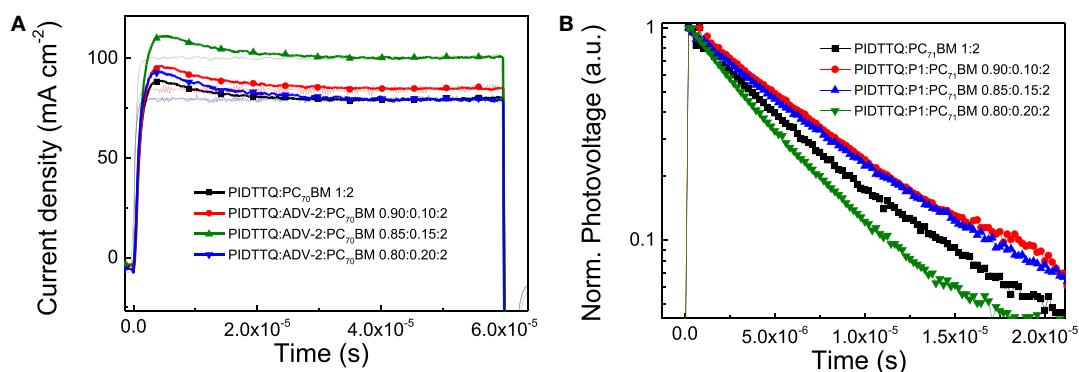 A
Current density (mA cm⁻²)
100
50
0
PIDTTQ:PC₇₀BM 1:2
PIDTTQ:ADV-2:PC₇₀BM 0.90:0.10:2
PIDTTQ:ADV-2:PC₇₀BM 0.85:0.15:2
PIDTTQ:ADV-2:PC₇₀BM 0.80:0.20:2
0.0
2.0x10⁻⁵
4.0x10⁻⁵
6.0x10⁻⁵
Time (s)
B
Norm. Photovoltage (a.u.)
1
0.1
PIDTTQ:PC₇₁BM 1:2
PIDTTQ:P1:PC₇₁BM 0.90:0.10:2
PIDTTQ:P1:PC₇₁BM 0.85:0.15:2
PIDTTQ:P1:PC₇₁BM 0.80:0.20:2
0.0
5.0x10⁻⁶
1.0x10⁻⁵
1.5x10⁻⁵
2.0x10⁻⁵
Time (s)